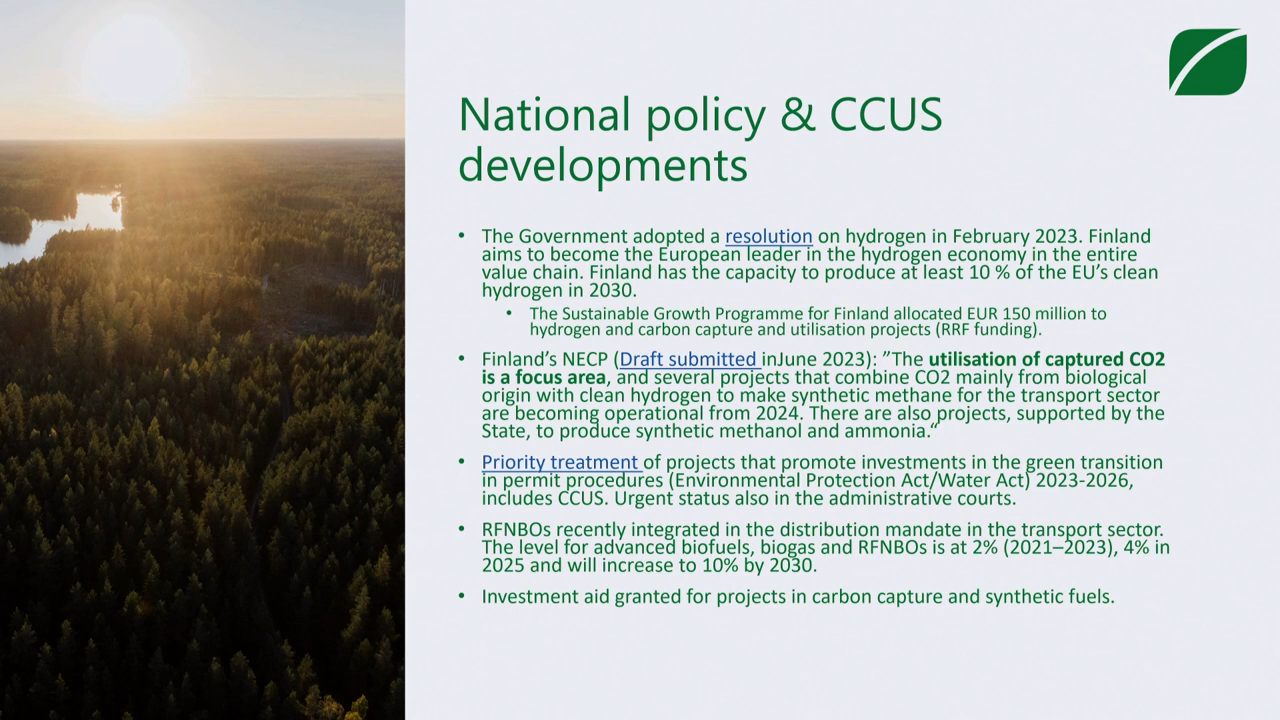 National policy & CCUS
developments
• The Government adopted a resolution on hydrogen in February 2023. Finland
aims to become the European leader in the hydrogen economy in the entire
value chain. Finland has the capacity to produce at least 10 % of the EU’s clean
hydrogen in 2030.
• The Sustainable Growth Programme for Finland allocated EUR 150 million to
hydrogen and carbon capture and utilisation projects (RRF funding).
• Finland’s NECP (Draft submitted inJune 2023): ”The utilisation of captured CO2
is a focus area, and several projects that combine CO2 mainly from biological
origin with clean hydrogen to make synthetic methane for the transport sector
are becoming operational from 2024. There are also projects, supported by the
State, to produce synthetic methanol and ammonia.“
• Priority treatment of projects that promote investments in the green transition
in permit procedures (Environmental Protection Act/Water Act) 2023-2026,
includes CCUS. Urgent status also in the administrative courts.
• RFNBOs recently integrated in the distribution mandate in the transport sector.
The level for advanced biofuels, biogas and RFNBOs is at 2% (2021–2023), 4% in
2025 and will increase to 10% by 2030.
• Investment aid granted for projects in carbon capture and synthetic fuels.